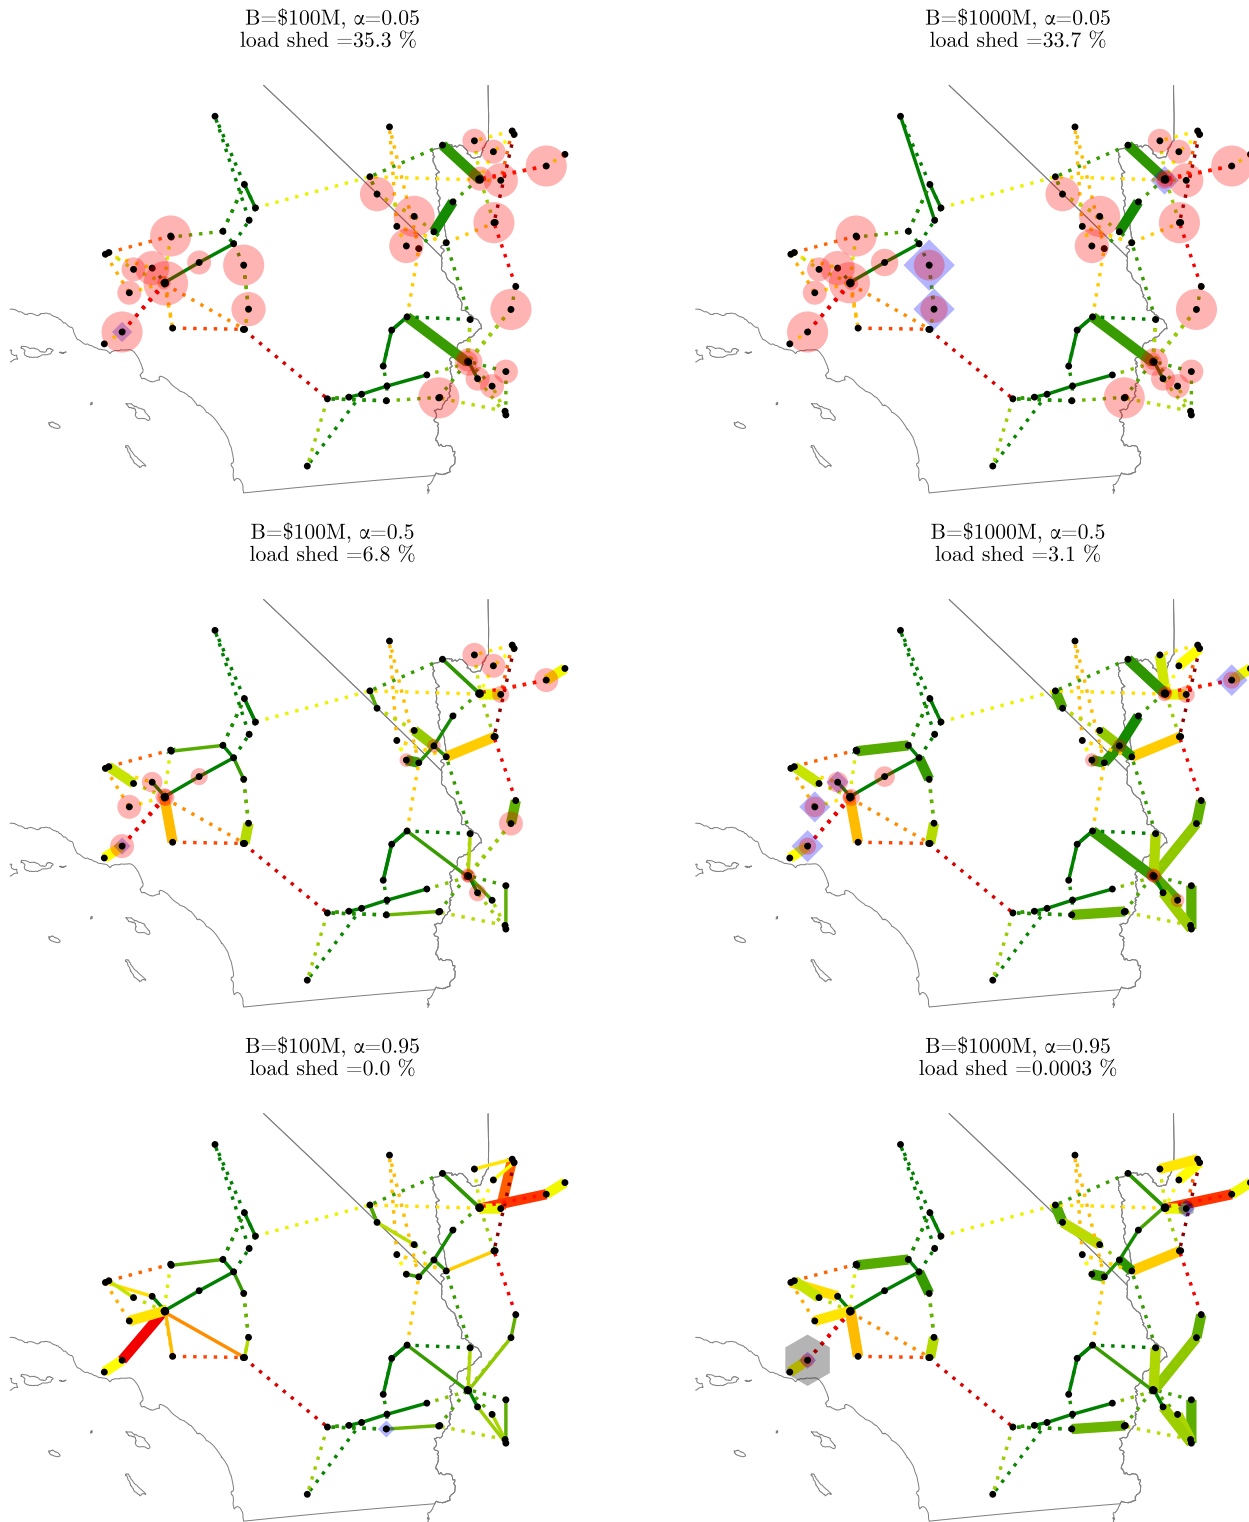 B=$100M, α=0.05
load shed =35.3 %
B=$1000M, α=0.05
load shed =33.7 %
B=$100M, α=0.5
load shed =6.8 %
B=$1000M, α=0.5
load shed =3.1 %
B=$100M, α=0.95
load shed =0.0 %
B=$1000M, α=0.95
load shed =0.0003 %